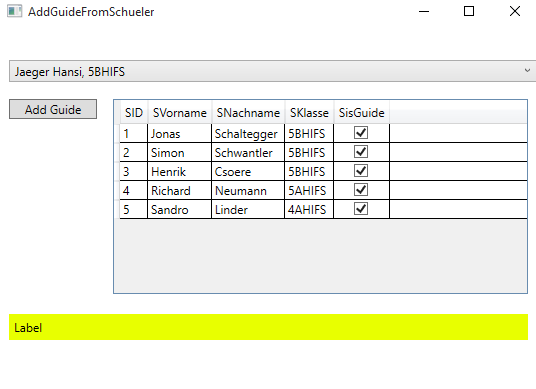 AddGuideFromSchueler
Jaeger Hansi, 5BHIFS
Add Guide
SID SVorname SNachname SKlasse SisGuide
1 Jonas Schaltegger 5BHIFS
2 Simon Schwantler 5BHIFS
3 Henrik Csoere 5BHIFS
4 Richard Neumann 5AHIFS
5 Sandro Linder 4AHIFS
Label